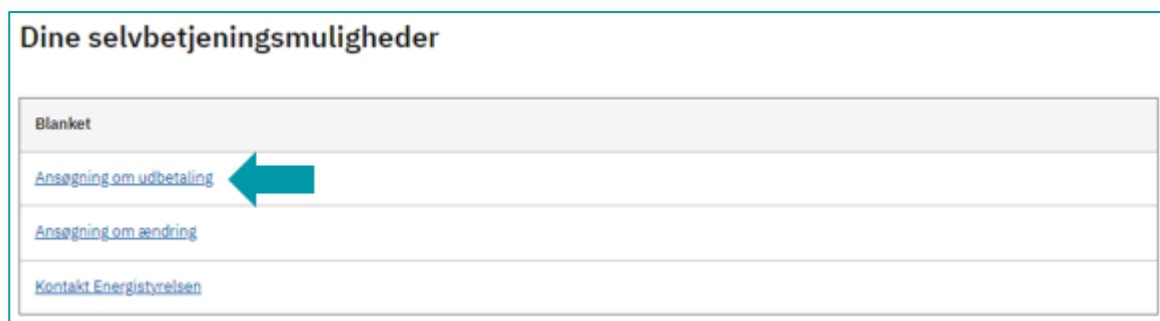 Dine selvbetjeningsmuligheder
Blanket
Ansøgning om udbetaling
Ansøgning om ændring
Kontakt Energistyrelsen